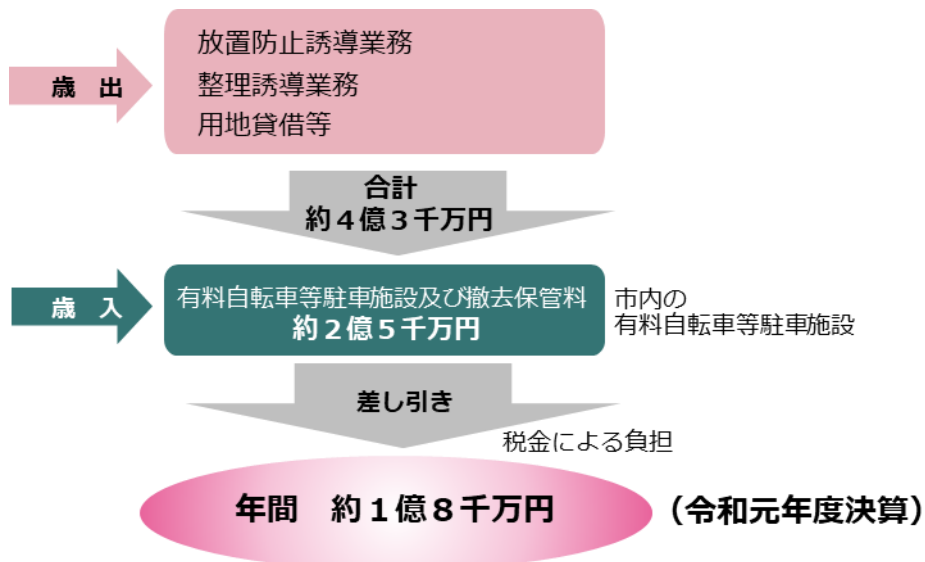 歳　出
放置防止誘導業務
整理誘導業務
用地貸借等
合計
約４億３千万円
歳　入
有料自転車等駐車施設及び撤去保管料
約２億５千万円
市内の
有料自転車等駐車施設
差し引き
税金による負担
年間　約１億８千万円
（令和元年度決算）